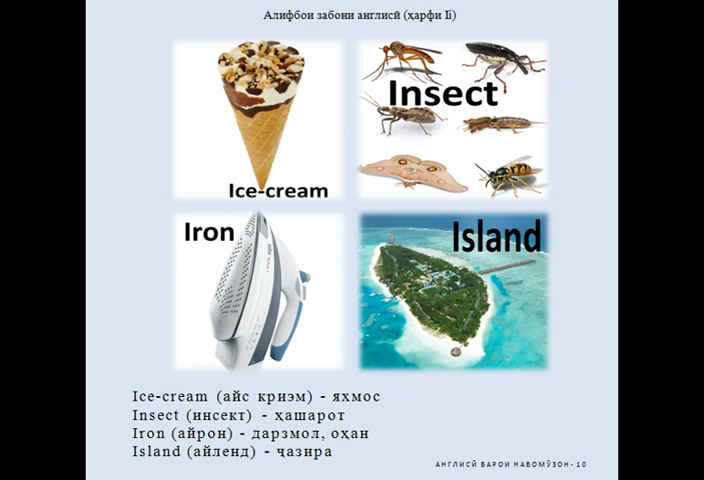 Алифбои забони англисӣ (ҳарфи Ii)
Ice-cream
Insect
Iron
Island
Ice-cream (айс криэм) - яхмос
Insect (инсект) - ҳашарот
Iron (айрон) - дарзмол, оҳан
Island (айленд) - ҷазира
АНГЛИСӢ БАРОИ НАВОМӮЗОН- 10